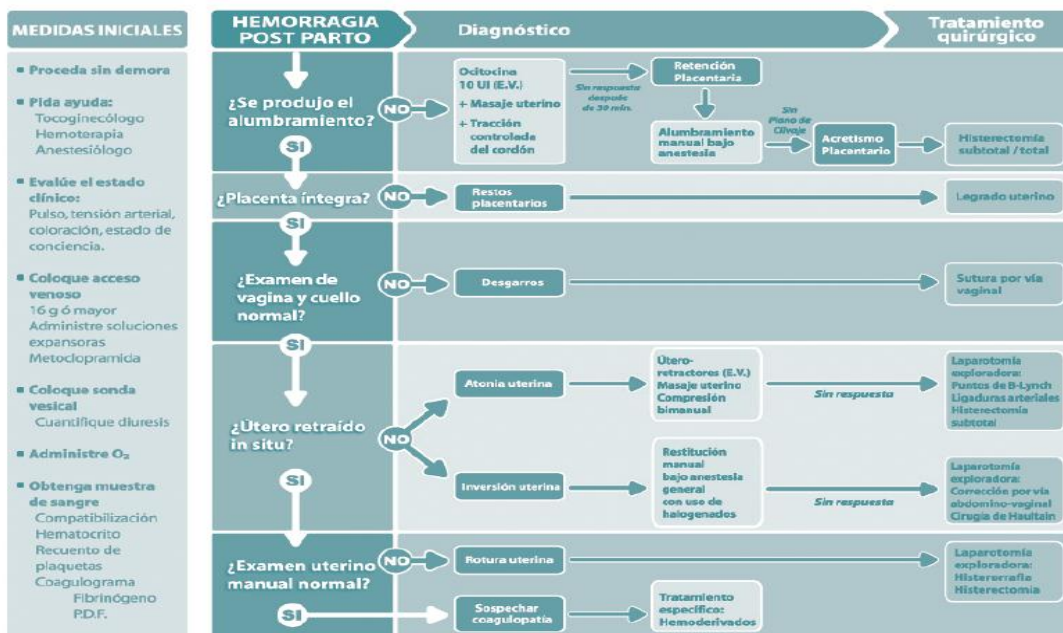 MEDIDAS INICIALES
▪ Proceda sin demora
▪ Pida ayuda:
Tocoginecólogo
Hemoterapia
Anestesiólogo
▪ Evalúe el estado
clínico:
Pulso, tensión arterial,
coloración, estado de
conciencia.
▪ Coloque acceso
venoso
16 g ó mayor
Administre soluciones
expansoras
Metoclopramida
▪ Coloque sonda
vesical
Cuantifique diuresis
▪ Administre O₂
▪ Obtenga muestra
de sangre
Compatibilización
Hematocrito
Recuento de
plaquetas
Coagulograma
Fibrinógeno
P.D.F.
HEMORRAGIA
POST PARTO
Diagnóstico
Tratamiento
quirúrgico
¿Se produjo el
alumbramiento?
NO
Ocitocina
10 UI (E.V.)
+ Masaje uterino
+ Tracción
controlada
del cordón
Sin respuesta
después
de 30 min.
Retención
Placentaria
Alumbramiento
manual bajo
anestesia
Sin
Plano de
Clivaje
Acretismo
Placentario
Histerectomía
subtotal / total
SI
¿Placenta íntegra?
NO
Restos
placentarios
Legrado uterino
SI
¿Examen de
vagina y cuello
normal?
NO
Desgarros
Sutura por vía
vaginal
SI
¿Útero retraído
in situ?
NO
Atonía uterina
Útero-
retractores (E.V.)
Masaje uterino
Compresión
bimanual
Sin respuesta
Laparotomía
exploradora:
Puntos de B-Lynch
Ligaduras arteriales
Histerectomía
subtotal
Inversión uterina
Restitución
manual
bajo anestesia
general
con uso de
halogenados
Sin respuesta
Laparotomía
exploradora:
Corrección por vía
abdomino-vaginal
Cirugía de Haultain
SI
¿Examen uterino
manual normal?
NO
Rotura uterina
Laparotomía
exploradora:
Histerorrafia
Histerectomía
SI
Sospechar
coagulopatía
Tratamiento
específico:
Hemoderivados